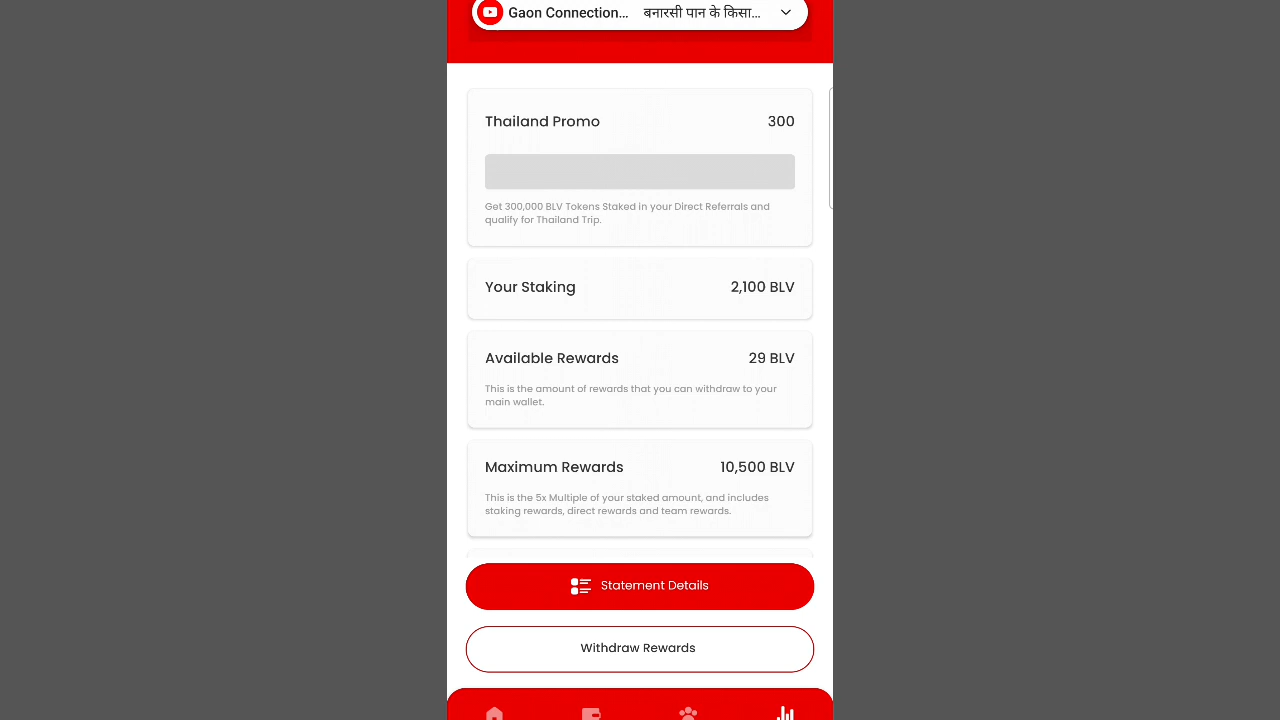 Gaon Connection... बनारसी पान के किसा...
Thailand Promo 300
Get 300,000 BLV Tokens Staked in your Direct Referrals and
qualify for Thailand Trip.
Your Staking 2,100 BLV
Available Rewards 29 BLV
This is the amount of rewards that you can withdraw to your
main wallet.
Maximum Rewards 10,500 BLV
This is the 5x Multiple of your staked amount, and includes
staking rewards, direct rewards and team rewards.
Statement Details
Withdraw Rewards